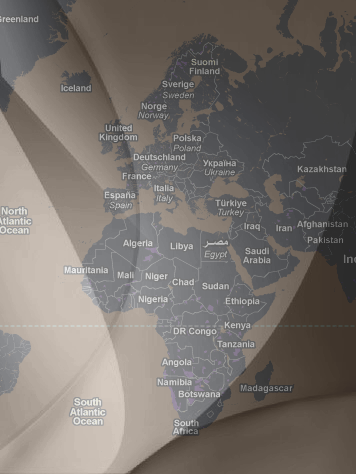 Greenland
Suomi
Finland
Iceland
Sverige
Sweden
Norge
Norway
United
Kingdom
Polska
Poland
Deutschland
Germany
Україна
Ukraine
France
Kazakhstan
Italia
Italy
España
Spain
Türkiye
Turkey
North
Atlantic
Ocean
Iraq
Iran
Afghanistan
Pakistan
Algeria
Libya
مصر
Egypt
Saudi
Arabia
In
Mauritania
Mali
Niger
Chad
Sudan
Nigeria
Ethiopia
DR Congo
Kenya
Tanzania
Angola
Namibia
Botswana
Madagascar
South
Atlantic
Ocean
South
Africa